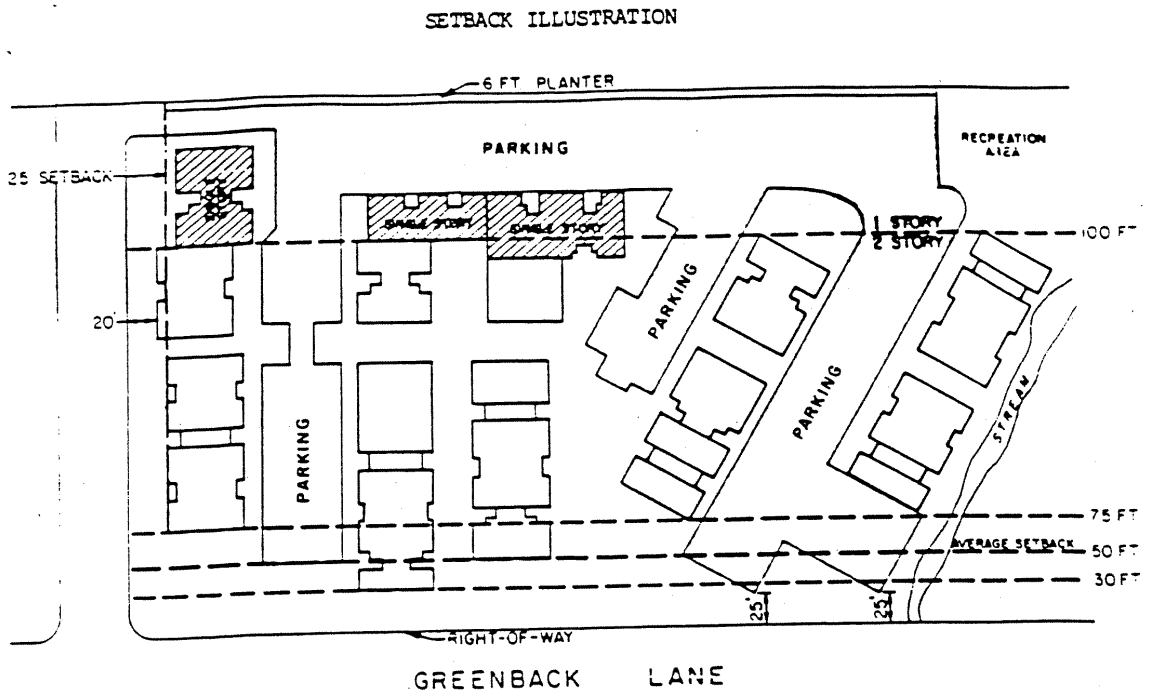 SETBACK ILLUSTRATION
6 FT PLANTER
PARKING
RECREATION
AREA
25 SETBACK
SINGLE STORY
SINGLE STORY
1 STORY
2 STORY
100 FT
20'
PARKING
PARKING
PARKING
STREAM
75 FT
AVERAGE SETBACK
50 FT
30 FT
25'
25'
RIGHT-OF-WAY
GREENBACK LANE